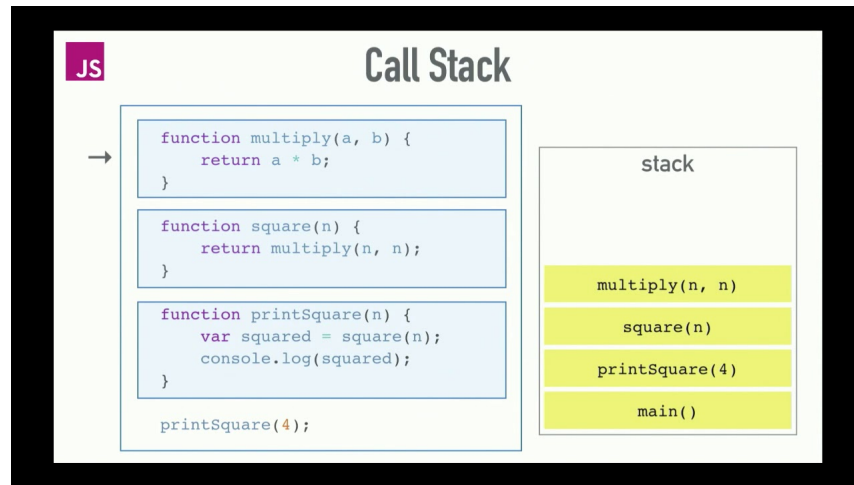 JS
Call Stack
→
function multiply(a, b) {
    return a * b;
}
function square(n) {
    return multiply(n, n);
}
function printSquare(n) {
    var squared = square(n);
    console.log(squared);
}
printSquare(4);
stack
multiply(n, n)
square(n)
printSquare(4)
main()